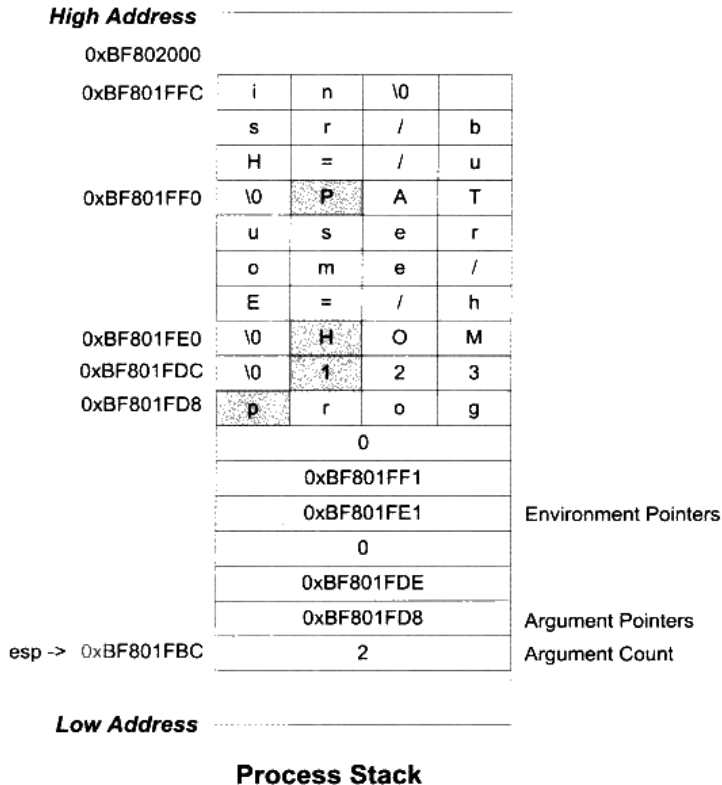 High Address
0xBF802000
0xBF801FFC i n \0
s r / b
H = / u
0xBF801FF0 \0 P A T
u s e r
o m e /
E = / h
0xBF801FE0 \0 H O M
0xBF801FDC \0 1 2 3
0xBF801FD8 p r o g
0
0xBF801FF1
0xBF801FE1 Environment Pointers
0
0xBF801FDE
0xBF801FD8 Argument Pointers
esp -> 0xBF801FBC 2 Argument Count
Low Address
Process Stack